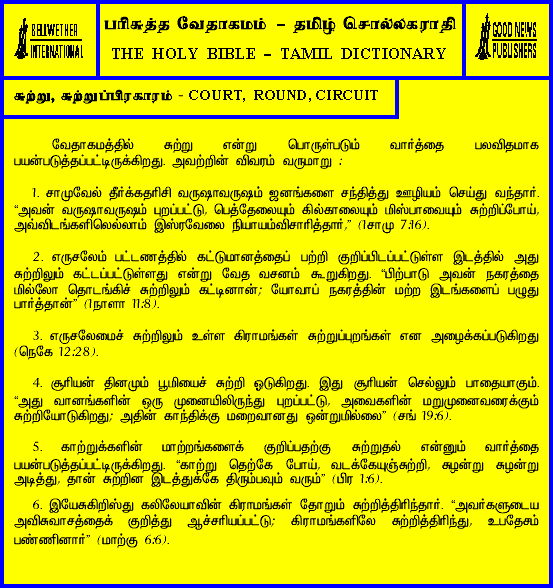 BELLWETHER
INTERNATIONAL
பரிசுத்த வேதாகமம் – தமிழ் சொல்லகராதி
THE HOLY BIBLE – TAMIL DICTIONARY
GOOD NEWS
PUBLISHERS
சுற்று, சுற்றுப்பிரகாரம் - COURT, ROUND, CIRCUIT
வேதாகமத்தில் சுற்று என்று பொருள்படும் வார்த்தை பலவிதமாக
பயன்படுத்தப்பட்டிருக்கிறது. அவற்றின் விவரம் வருமாறு :
1. சாமுவேல் தீர்க்கதரிசி வருஷாவருஷம் ஜனங்களை சந்தித்து ஊழியம் செய்து வந்தார்.
“அவன் வருஷாவருஷம் புறப்பட்டு, பெத்தேலையும் கில்காலையும் மிஸ்பாவையும் சுற்றிப்போய்,
அவ்விடங்களிலெல்லாம் இஸ்ரவேலை நியாயம்விசாரித்தார்,” (1சாமு 7:16).
2. எருசலேம் பட்டணத்தில் கட்டுமானத்தைப் பற்றி குறிப்பிடப்பட்டுள்ள இடத்தில் அது
சுற்றிலும் கட்டப்பட்டுள்ளது என்று வேத வசனம் கூறுகிறது. “பிற்பாடு அவன் நகரத்தை
மில்லோ தொடங்கிச் சுற்றிலும் கட்டினான்; யோவாப் நகரத்தின் மற்ற இடங்களைப் பழுது
பார்த்தான்” (1நாளா 11:8).
3. எருசலேமைச் சுற்றிலும் உள்ள கிராமங்கள் சுற்றுப்புறங்கள் என அழைக்கப்படுகிறது
(நெகே 12:28).
4. சூரியன் தினமும் பூமியைச் சுற்றி ஓடுகிறது. இது சூரியன் செல்லும் பாதையாகும்.
“அது வானங்களின் ஒரு முனையிலிருந்து புறப்பட்டு, அவைகளின் மறுமுனைவரைக்கும்
சுற்றியோடுகிறது; அதின் காந்திக்கு மறைவானது ஒன்றுமில்லை” (சங் 19:6).
5. காற்றுக்களின் மாற்றங்களைக் குறிப்பதற்கு சுற்றுதல் என்னும் வார்த்தை
பயன்படுத்தப்பட்டிருக்கிறது. “காற்று தெற்கே போய், வடக்கேயுஞ்சுற்றி, சுழன்று சுழன்று
அடித்து, தான் சுற்றின இடத்துக்கே திரும்பவும் வரும்” (பிர 1:6).
6. இயேசுகிறிஸ்து கலிலேயாவின் கிராமங்கள் தோறும் சுற்றித்திரிந்தார். “அவர்களுடைய
அவிசுவாசத்தைக் குறித்து ஆச்சரியப்பட்டு; கிராமங்களிலே சுற்றித்திரிந்து, உபதேசம்
பண்ணினார்” (மாற்கு 6:6).